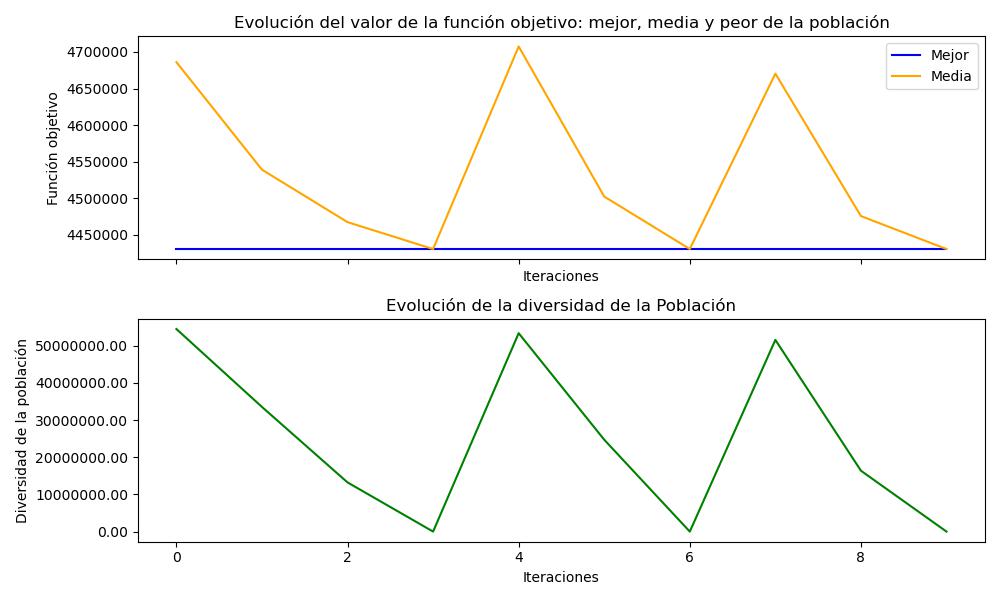 Evolución del valor de la función objetivo: mejor, media y peor de la población
4700000
4650000
4600000
4550000
4500000
4450000
Función objetivo
Mejor
Media
Iteraciones
Evolución de la diversidad de la Población
50000000.00
40000000.00
30000000.00
20000000.00
10000000.00
0.00
Diversidad de la población
0 2 4 6 8
Iteraciones